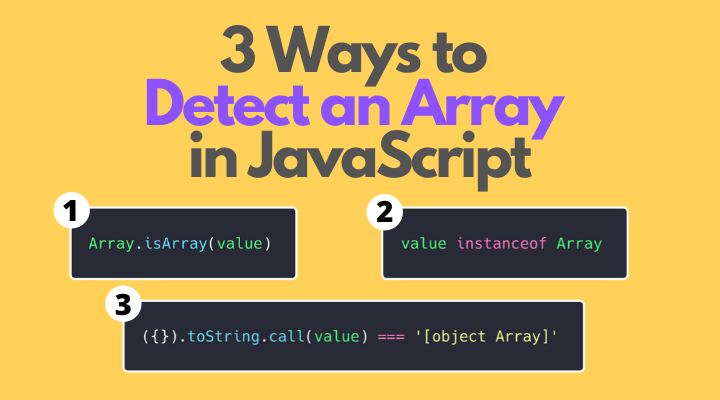 3 Ways to
Detect an Array
in JavaScript
1
Array.isArray(value)
2
value instanceof Array
3
({}).toString.call(value) === '[object Array]'